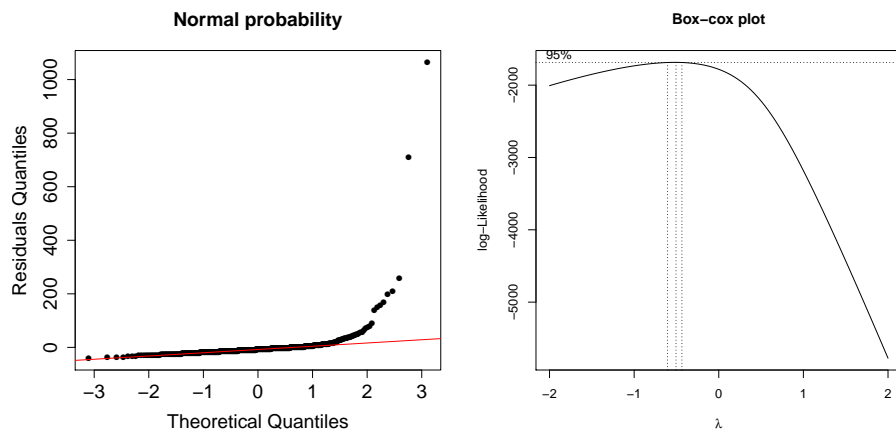 Normal probability
Residuals Quantiles
1000
800
600
400
200
0
−3 −2 −1 0 1 2 3
Theoretical Quantiles
Box−cox plot
95%
log−Likelihood
−2000
−3000
−4000
−5000
−2 −1 0 1 2
λ